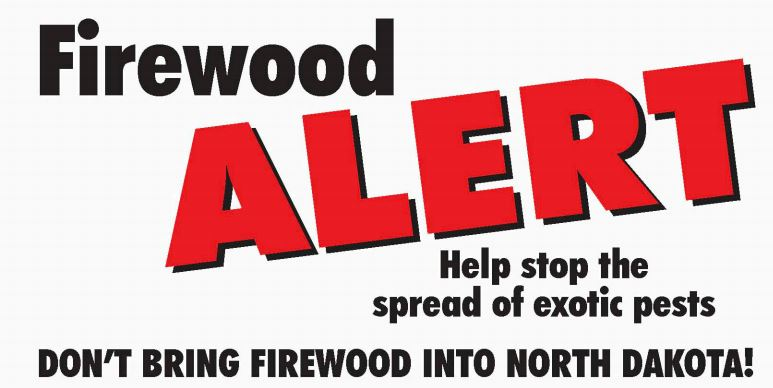 Firewood
ALERT
Help stop the
spread of exotic pests
DON'T BRING FIREWOOD INTO NORTH DAKOTA!